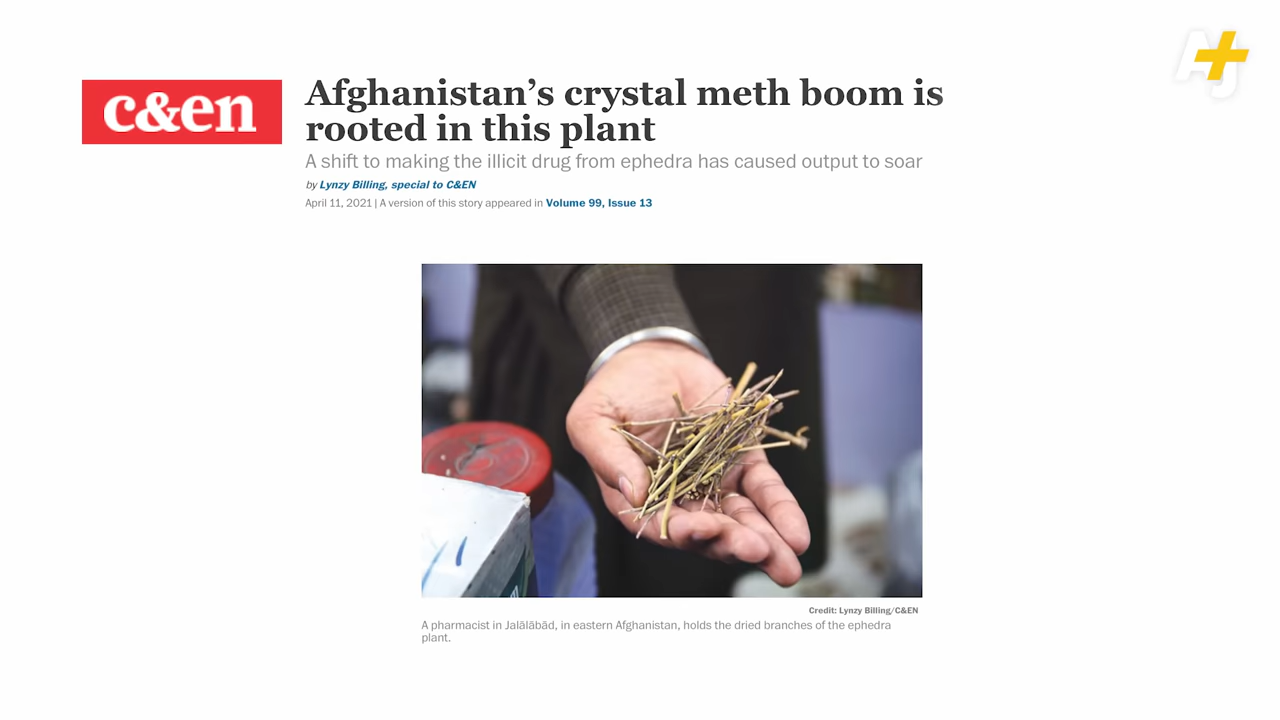 AJ+
c&en
Afghanistan's crystal meth boom is
rooted in this plant
A shift to making the illicit drug from ephedra has caused output to soar
by Lynzy Billing, special to C&EN
April 11, 2021 | A version of this story appeared in Volume 99, Issue 13
Credit: Lynzy Billing/C&EN
A pharmacist in Jalālābād, in eastern Afghanistan, holds the dried branches of the ephedra
plant.